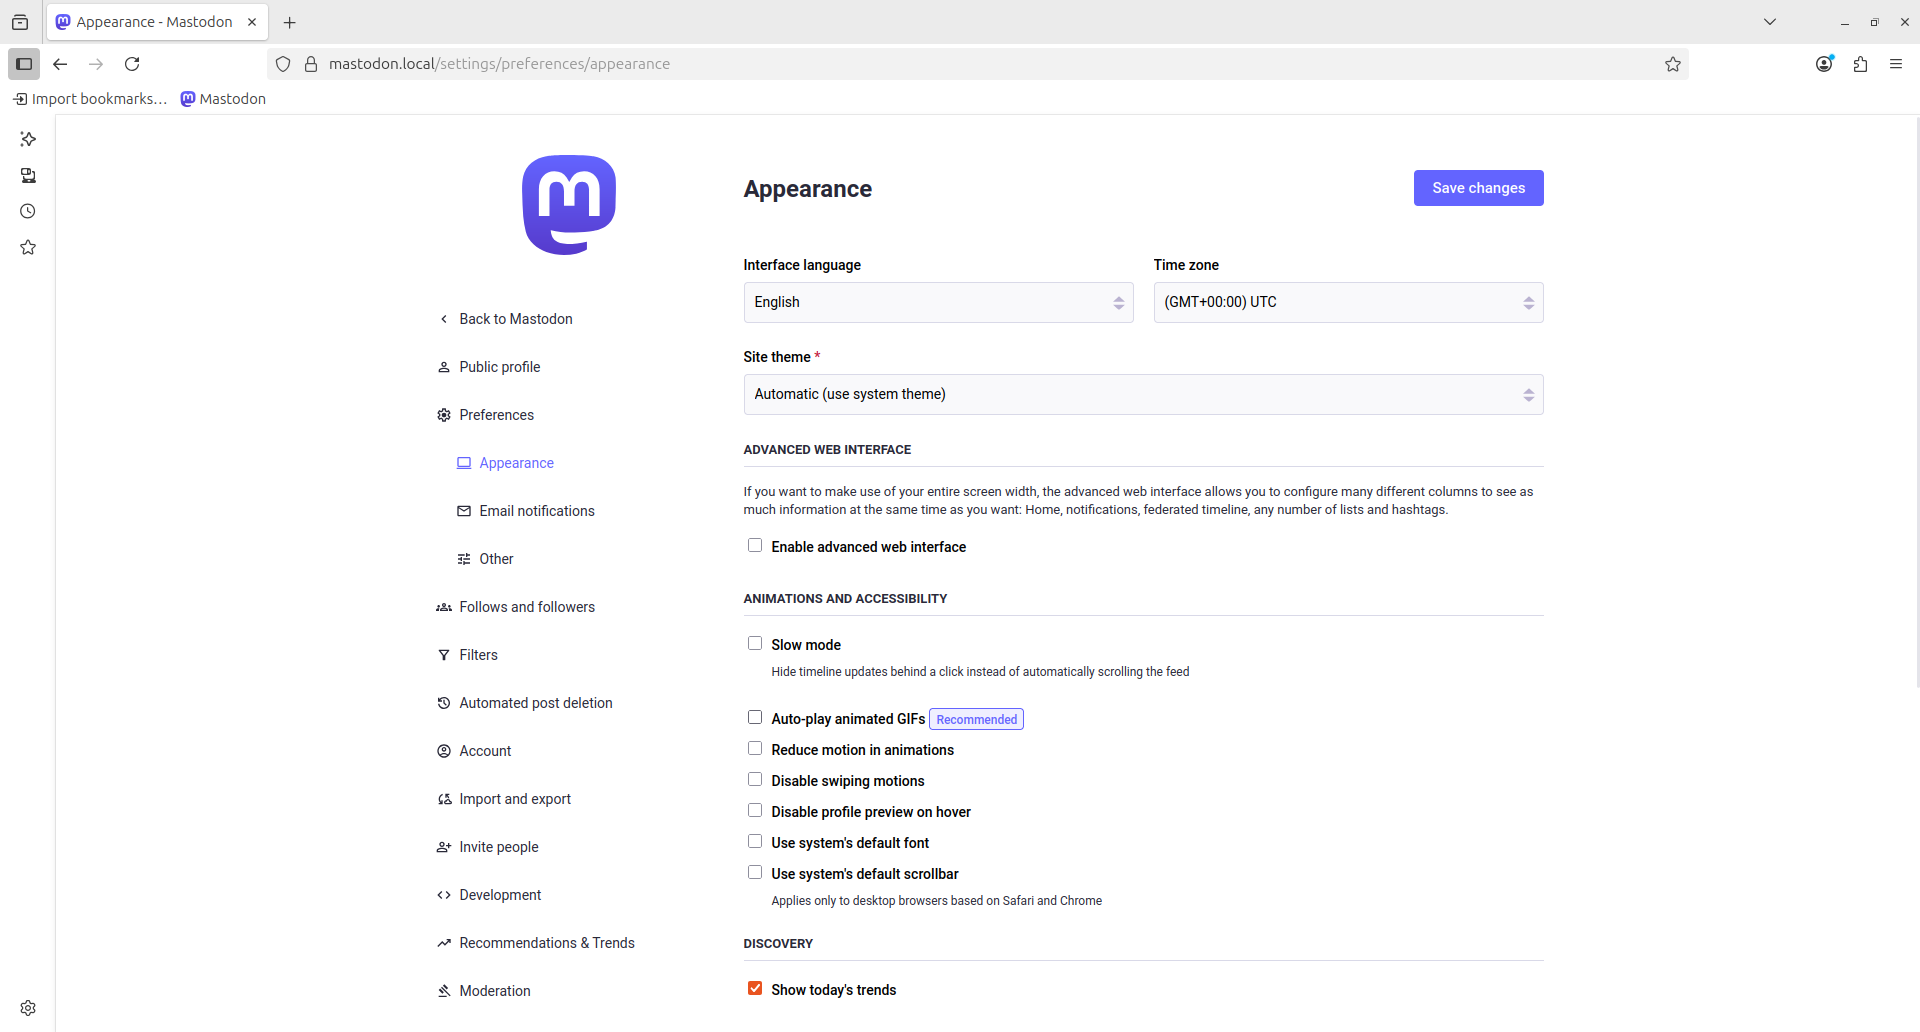 Appearance - Mastodon
mastodon.local/settings/preferences/appearance
Import bookmarks...
Mastodon
Appearance
Save changes
Interface language
Time zone
English
(GMT+00:00) UTC
Back to Mastodon
Public profile
Preferences
Appearance
Email notifications
Other
Follows and followers
Filters
Automated post deletion
Account
Import and export
Invite people
Development
Recommendations & Trends
Moderation
Site theme *
Automatic (use system theme)
ADVANCED WEB INTERFACE
If you want to make use of your entire screen width, the advanced web interface allows you to configure many different columns to see as
much information at the same time as you want: Home, notifications, federated timeline, any number of lists and hashtags.
Enable advanced web interface
ANIMATIONS AND ACCESSIBILITY
Slow mode
Hide timeline updates behind a click instead of automatically scrolling the feed
Auto-play animated GIFs Recommended
Reduce motion in animations
Disable swiping motions
Disable profile preview on hover
Use system's default font
Use system's default scrollbar
Applies only to desktop browsers based on Safari and Chrome
DISCOVERY
Show today's trends